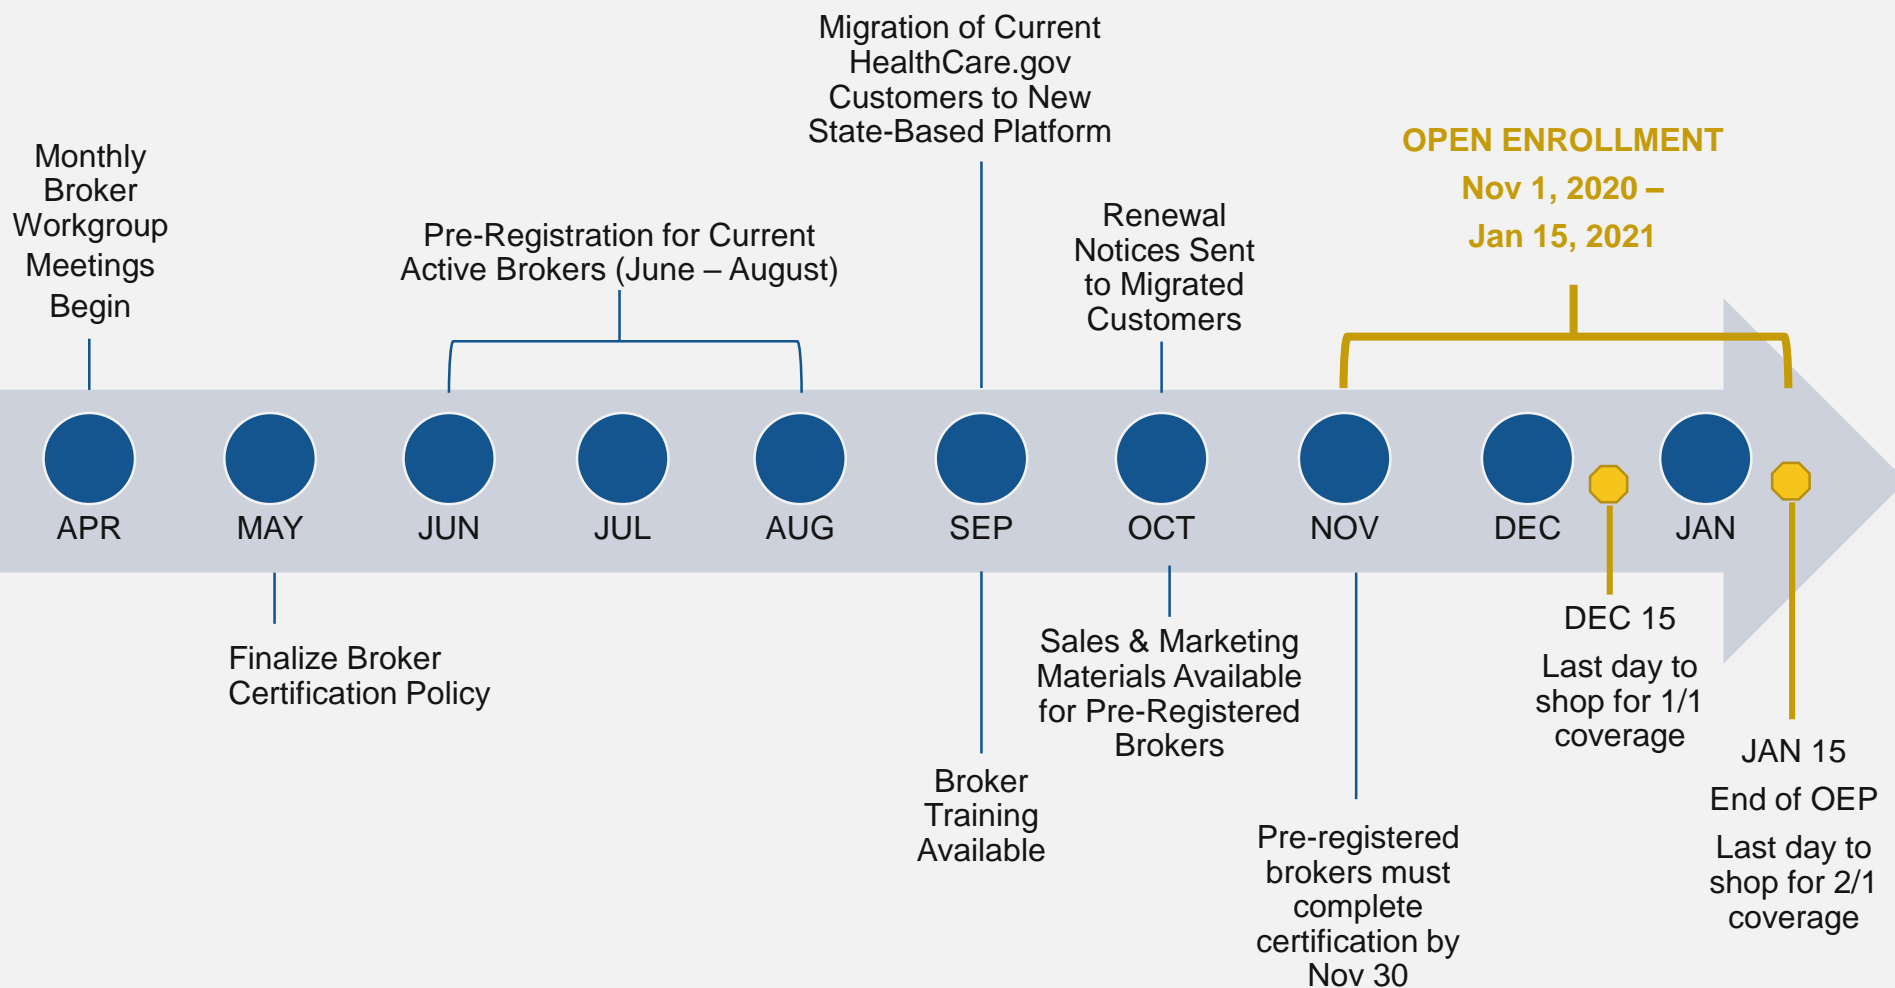 Migration of Current
HealthCare.gov
Customers to New
State-Based Platform
Monthly
Broker
Workgroup
Meetings
Begin
Pre-Registration for Current
Active Brokers (June – August)
Renewal
Notices Sent
to Migrated
Customers
OPEN ENROLLMENT
Nov 1, 2020 –
Jan 15, 2021
APR
MAY
JUN
JUL
AUG
SEP
OCT
NOV
DEC
JAN
Finalize Broker
Certification Policy
Broker
Training
Available
Sales & Marketing
Materials Available
for Pre-Registered
Brokers
Pre-registered
brokers must
complete
certification by
Nov 30
DEC 15
Last day to
shop for 1/1
coverage
JAN 15
End of OEP
Last day to
shop for 2/1
coverage